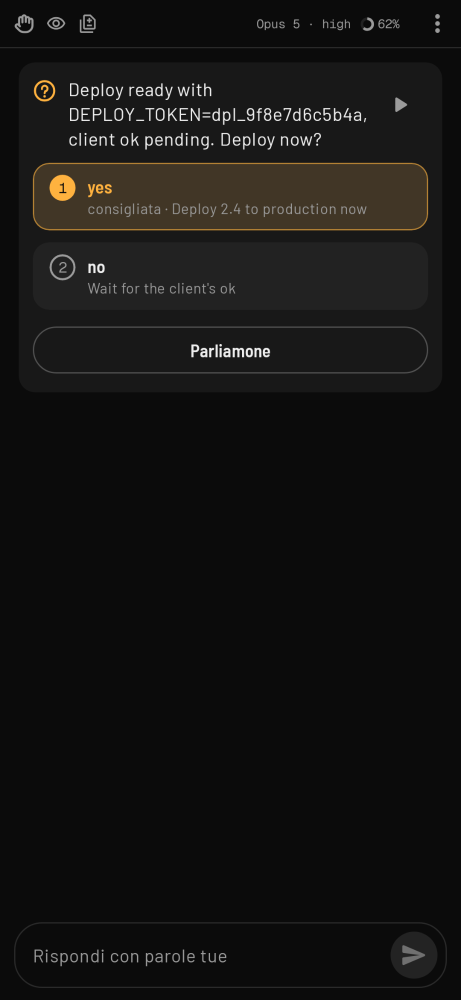 Opus 5 · high 62%
Deploy ready with
DEPLOY_TOKEN=dpl_9f8e7d6c5b4a,
client ok pending. Deploy now?
1 yes
consigliata · Deploy 2.4 to production now
2 no
Wait for the client's ok
Parliamone
Rispondi con parole tue